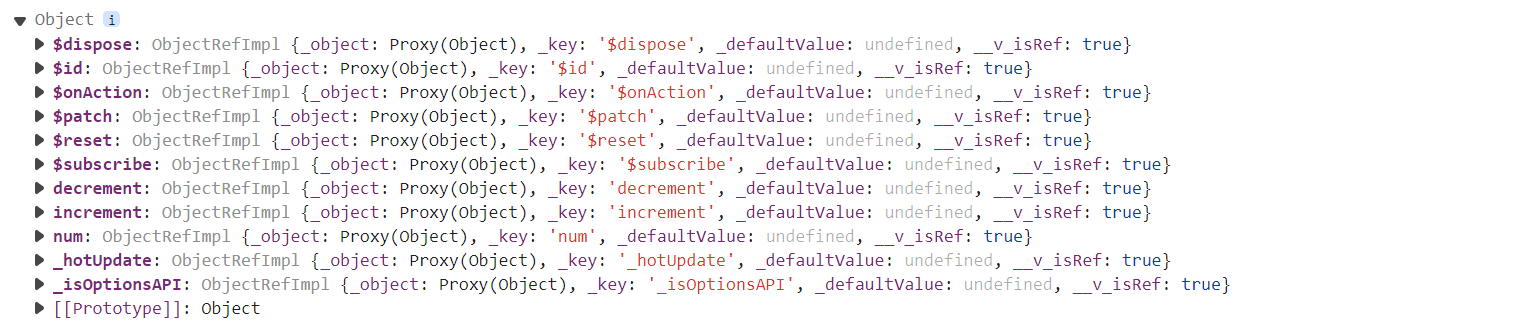 Object i
$dispose: ObjectRefImpl {_object: Proxy(Object), _key: '$dispose', _defaultValue: undefined, __v_isRef: true}
$id: ObjectRefImpl {_object: Proxy(Object), _key: '$id', _defaultValue: undefined, __v_isRef: true}
$onAction: ObjectRefImpl {_object: Proxy(Object), _key: '$onAction', _defaultValue: undefined, __v_isRef: true}
$patch: ObjectRefImpl {_object: Proxy(Object), _key: '$patch', _defaultValue: undefined, __v_isRef: true}
$reset: ObjectRefImpl {_object: Proxy(Object), _key: '$reset', _defaultValue: undefined, __v_isRef: true}
$subscribe: ObjectRefImpl {_object: Proxy(Object), _key: '$subscribe', _defaultValue: undefined, __v_isRef: true}
decrement: ObjectRefImpl {_object: Proxy(Object), _key: 'decrement', _defaultValue: undefined, __v_isRef: true}
increment: ObjectRefImpl {_object: Proxy(Object), _key: 'increment', _defaultValue: undefined, __v_isRef: true}
num: ObjectRefImpl {_object: Proxy(Object), _key: 'num', _defaultValue: undefined, __v_isRef: true}
_hotUpdate: ObjectRefImpl {_object: Proxy(Object), _key: '_hotUpdate', _defaultValue: undefined, __v_isRef: true}
_isOptionsAPI: ObjectRefImpl {_object: Proxy(Object), _key: '_isOptionsAPI', _defaultValue: undefined, __v_isRef: true}
[[Prototype]]: Object